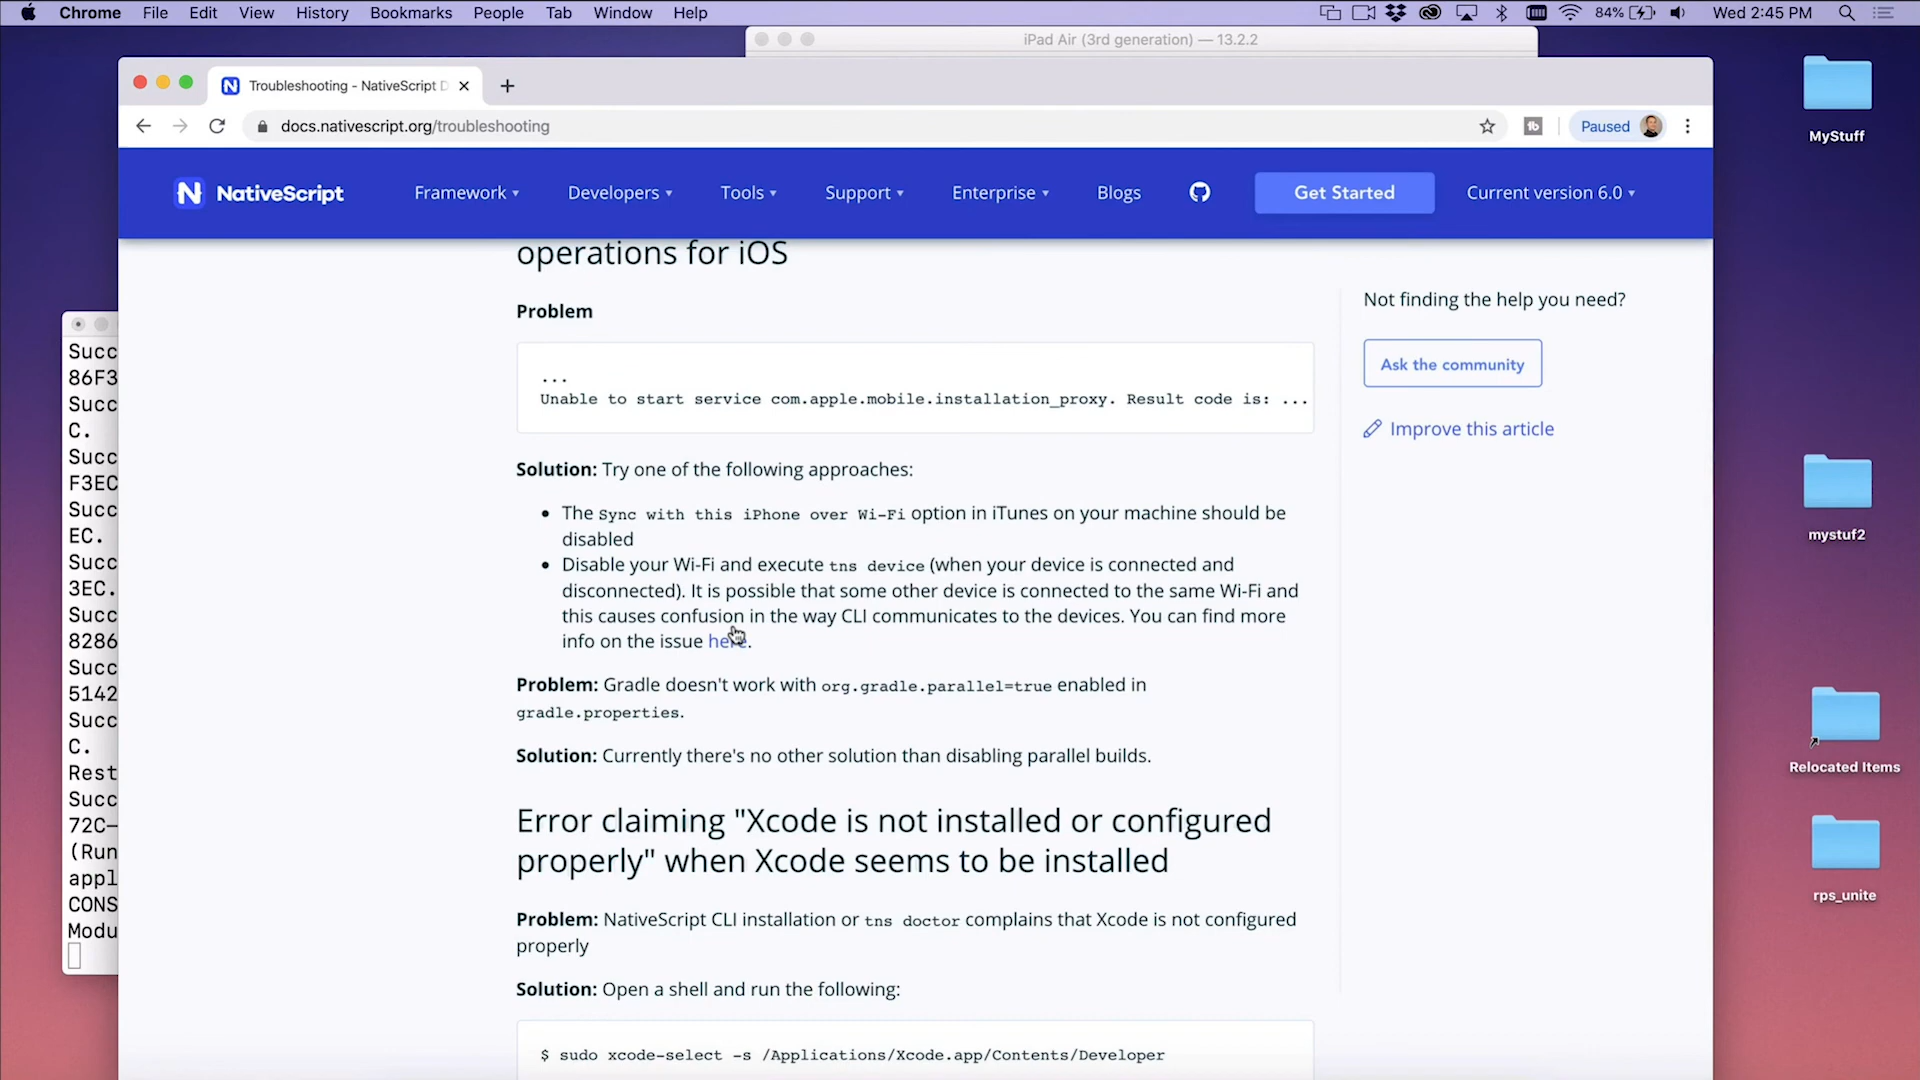 Chrome File Edit View History Bookmarks People Tab Window Help 84% Wed 2:45 PM
iPad Air (3rd generation) — 13.2.2
Troubleshooting - NativeScript D
docs.nativescript.org/troubleshooting
Paused
NativeScript Framework Developers Tools Support Enterprise Blogs Get Started Current version 6.0
operations for iOS
Problem
...
Unable to start service com.apple.mobile.installation_proxy. Result code is: ...
Solution: Try one of the following approaches:
The Sync with this iPhone over Wi-Fi option in iTunes on your machine should be
disabled
Disable your Wi-Fi and execute tns device (when your device is connected and
disconnected). It is possible that some other device is connected to the same Wi-Fi and
this causes confusion in the way CLI communicates to the devices. You can find more
info on the issue here.
Problem: Gradle doesn't work with org.gradle.parallel=true enabled in
gradle.properties.
Solution: Currently there's no other solution than disabling parallel builds.
Error claiming "Xcode is not installed or configured
properly" when Xcode seems to be installed
Problem: NativeScript CLI installation or tns doctor complains that Xcode is not configured
properly
Solution: Open a shell and run the following:
$ sudo xcode-select -s /Applications/Xcode.app/Contents/Developer
Not finding the help you need?
Ask the community
Improve this article
Succ
86F3
Succ
C.
Succ
F3EC
Succ
EC.
Succ
3EC.
Succ
8286
Succ
5142
Succ
C.
Rest
Succ
72C-
(Run
appl
CONS
Modu
MyStuff
mystuf2
Relocated Items
rps_unite